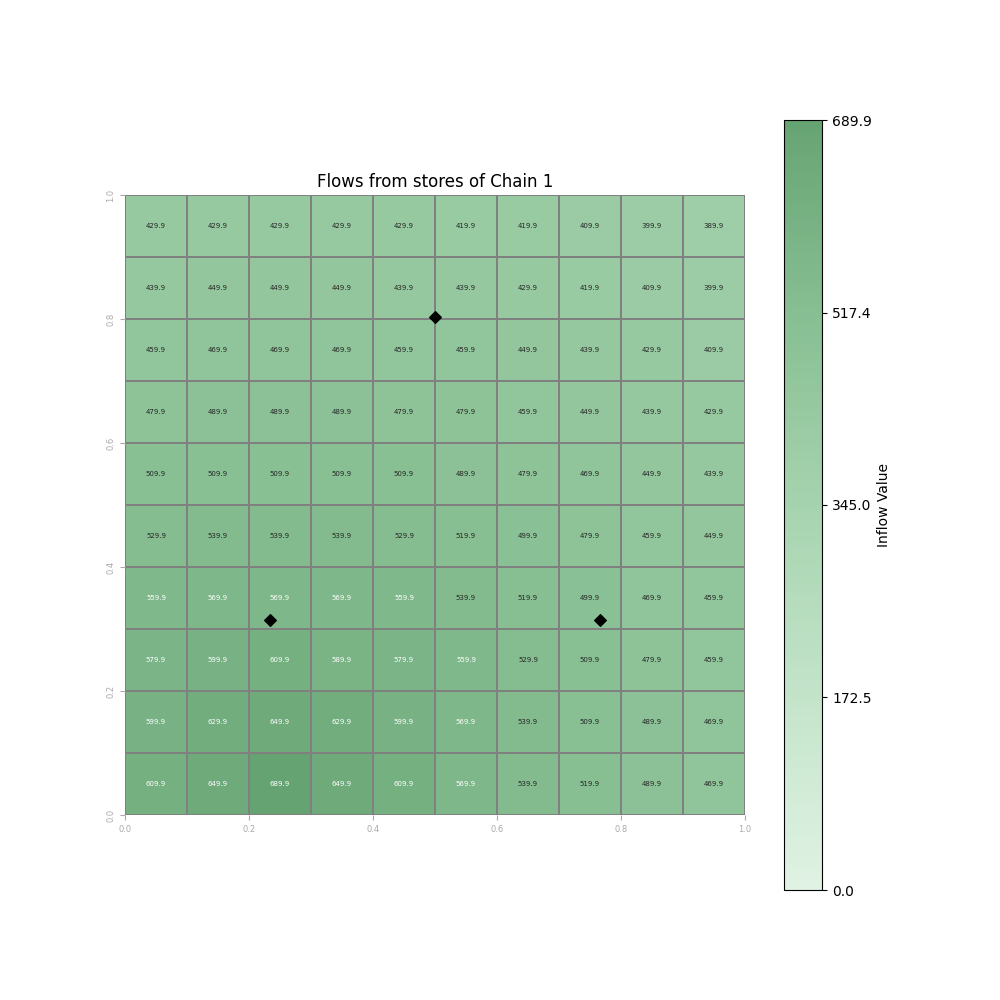 Flows from stores of Chain 1
1.0 429.9 429.9 429.9 429.9 429.9 419.9 419.9 409.9 399.9 389.9
439.9 449.9 449.9 449.9 439.9 439.9 429.9 419.9 409.9 399.9
0.8
459.9 469.9 469.9 469.9 459.9 459.9 449.9 439.9 429.9 409.9
479.9 489.9 489.9 489.9 479.9 479.9 459.9 449.9 439.9 429.9
0.6
509.9 509.9 509.9 509.9 509.9 489.9 479.9 469.9 449.9 439.9
529.9 539.9 539.9 539.9 529.9 519.9 499.9 479.9 459.9 449.9
0.4
559.9 569.9 569.9 569.9 559.9 539.9 519.9 499.9 469.9 459.9
579.9 599.9 609.9 589.9 579.9 559.9 529.9 509.9 479.9 459.9
0.2
599.9 629.9 649.9 629.9 599.9 569.9 539.9 509.9 489.9 469.9
609.9 649.9 689.9 649.9 609.9 569.9 539.9 519.9 489.9 469.9
0.0
0.0 0.2 0.4 0.6 0.8 1.0
689.9
517.4
345.0
172.5
0.0
Inflow Value